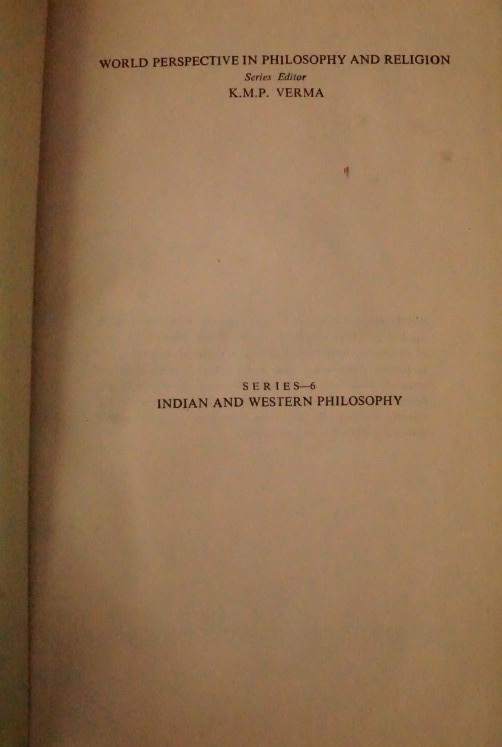 WORLD PERSPECTIVE IN PHILOSOPHY AND RELIGION
Series Editor
K.M.P. VERMA
SERIES—6
INDIAN AND WESTERN PHILOSOPHY